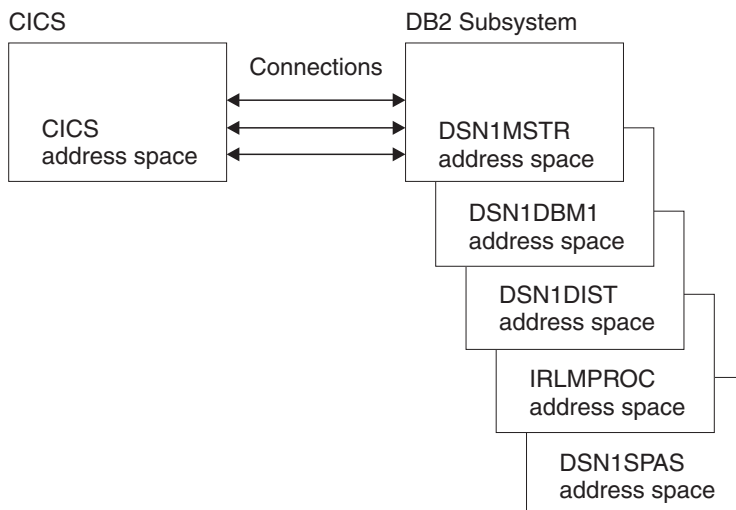 CICS
DB2 Subsystem
Connections
CICS
address space
DSN1MSTR
address space
DSN1DBM1
address space
DSN1DIST
address space
IRLMPROC
address space
DSN1SPAS
address space